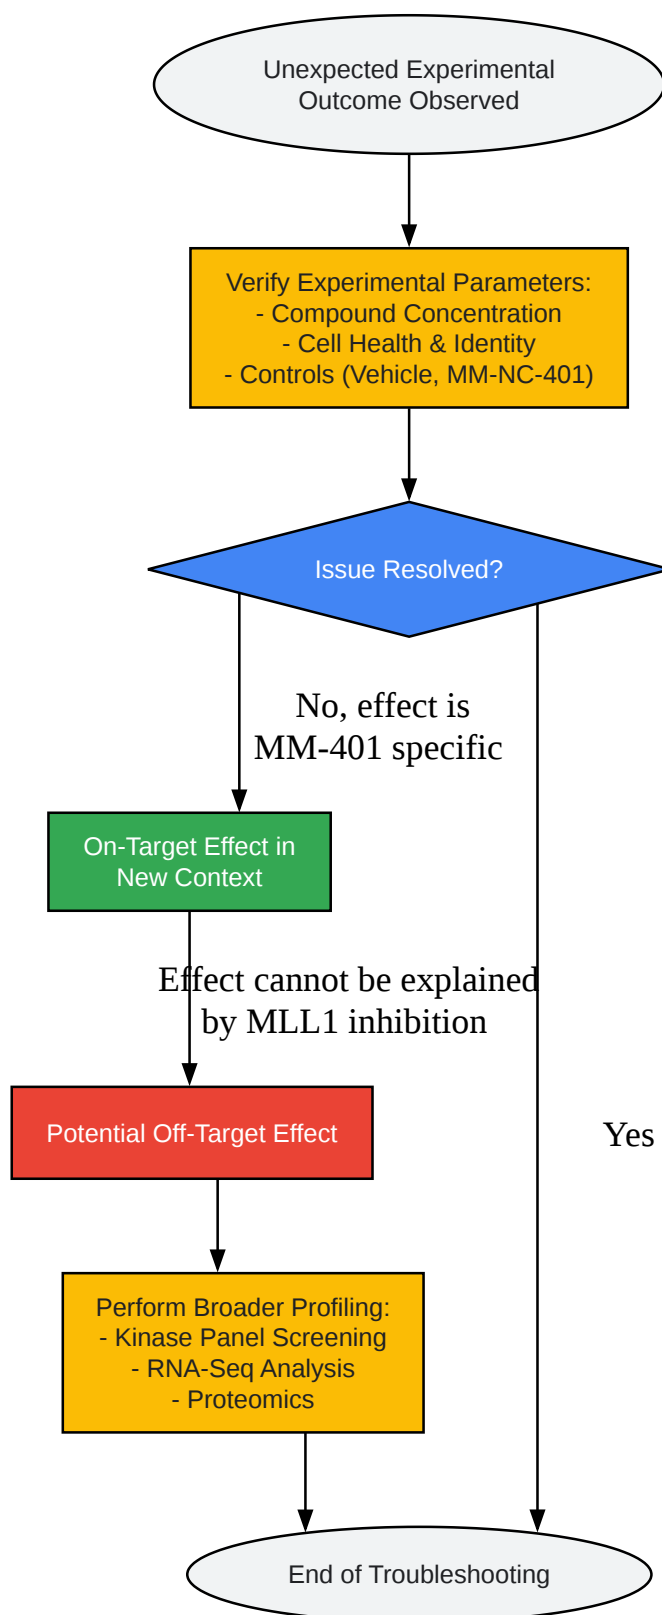 Unexpected Experimental
Outcome Observed
Verify Experimental Parameters:
- Compound Concentration
- Cell Health & Identity
- Controls (Vehicle, MM-NC-401)
Issue Resolved?
No, effect is
MM-401 specific
On-Target Effect in
New Context
Effect cannot be explained
by MLL1 inhibition
Potential Off-Target Effect
Yes
Perform Broader Profiling:
- Kinase Panel Screening
- RNA-Seq Analysis
- Proteomics
End of Troubleshooting